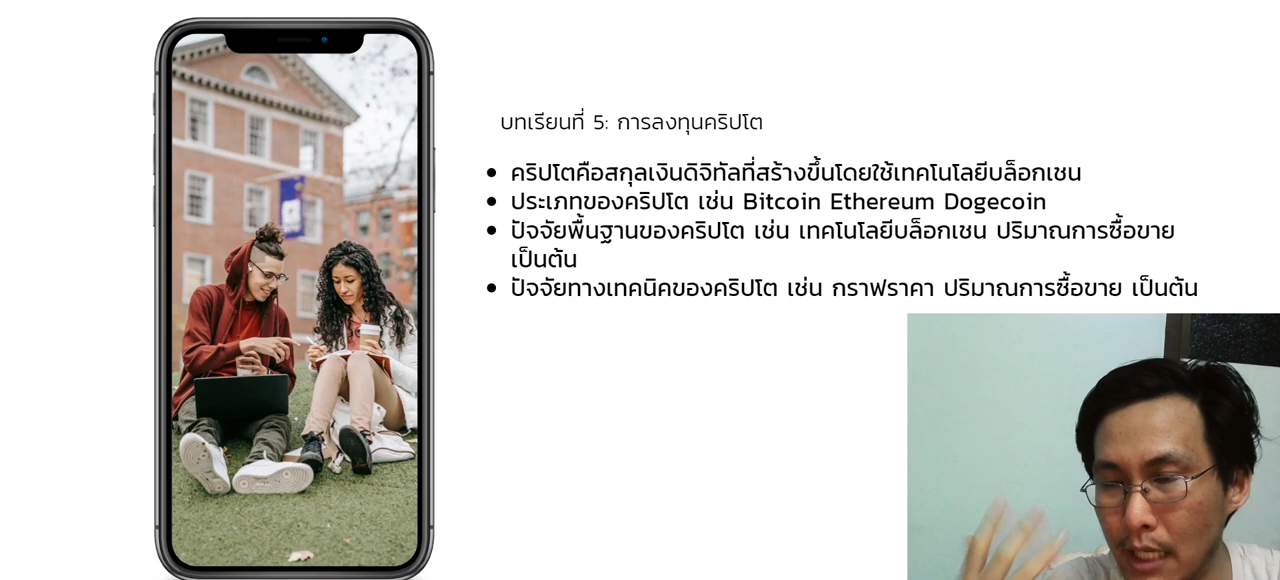 บทเรียนที่ 5: การลงทุนคริปโต
• คริปโตคือสกุลเงินดิจิทัลที่สร้างขึ้นโดยใช้เทคโนโลยีบล็อกเชน
• ประเภทของคริปโต เช่น Bitcoin Ethereum Dogecoin
• ปัจจัยพื้นฐานของคริปโต เช่น เทคโนโลยีบล็อกเชน ปริมาณการซื้อขาย
เป็นต้น
• ปัจจัยทางเทคนิคของคริปโต เช่น กราฟราคา ปริมาณการซื้อขาย เป็นต้น